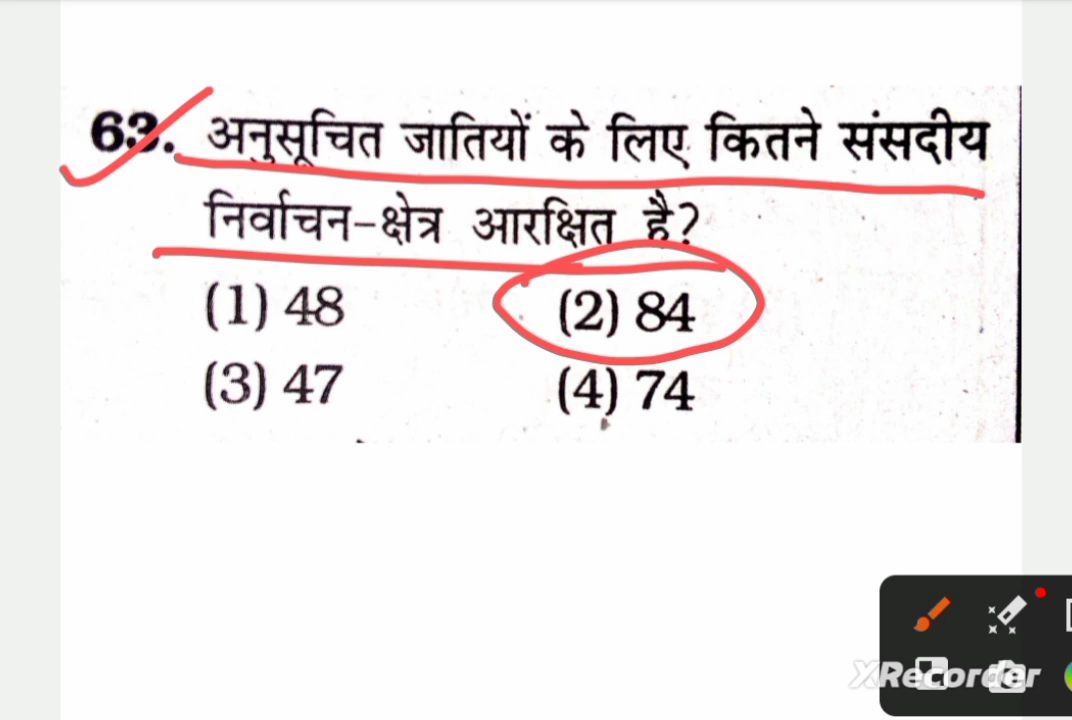 63. अनुसूचित जातियों के लिए कितने संसदीय
निर्वाचन-क्षेत्र आरक्षित है?
(1) 48 (2) 84
(3) 47 (4) 74
XRecorder